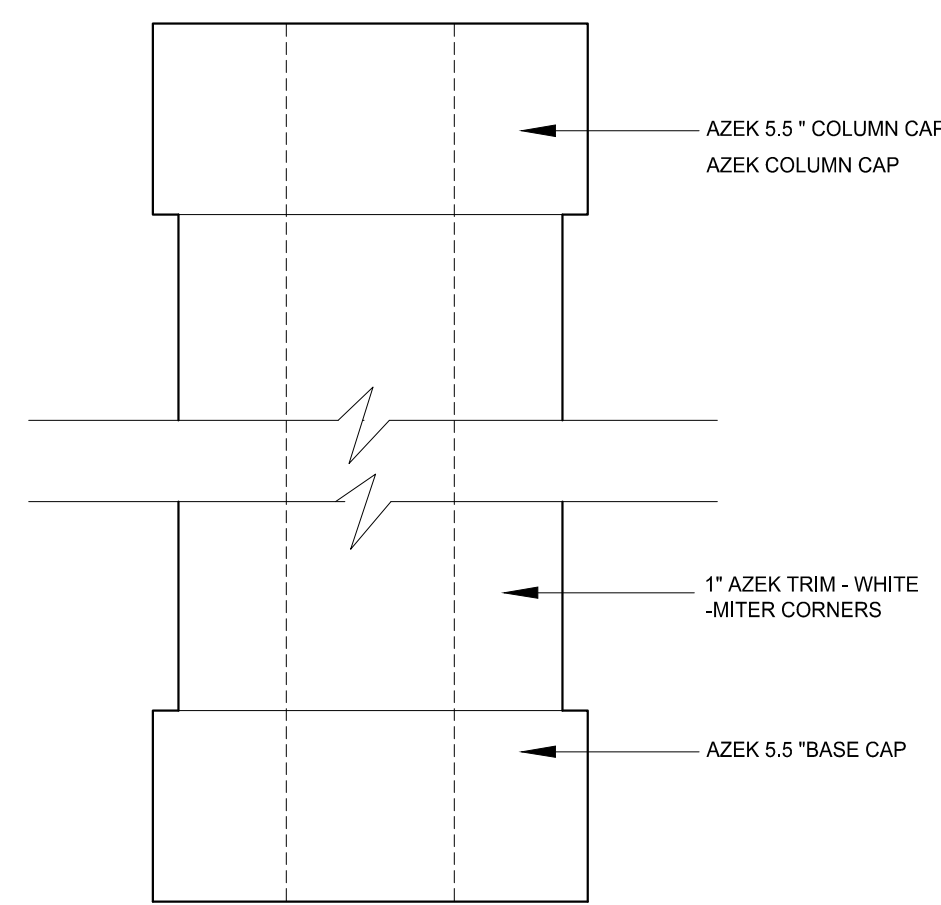 AZEK 5.5 " COLUMN CAP
AZEK COLUMN CAP
1" AZEK TRIM - WHITE
-MITER CORNERS
AZEK 5.5 "BASE CAP